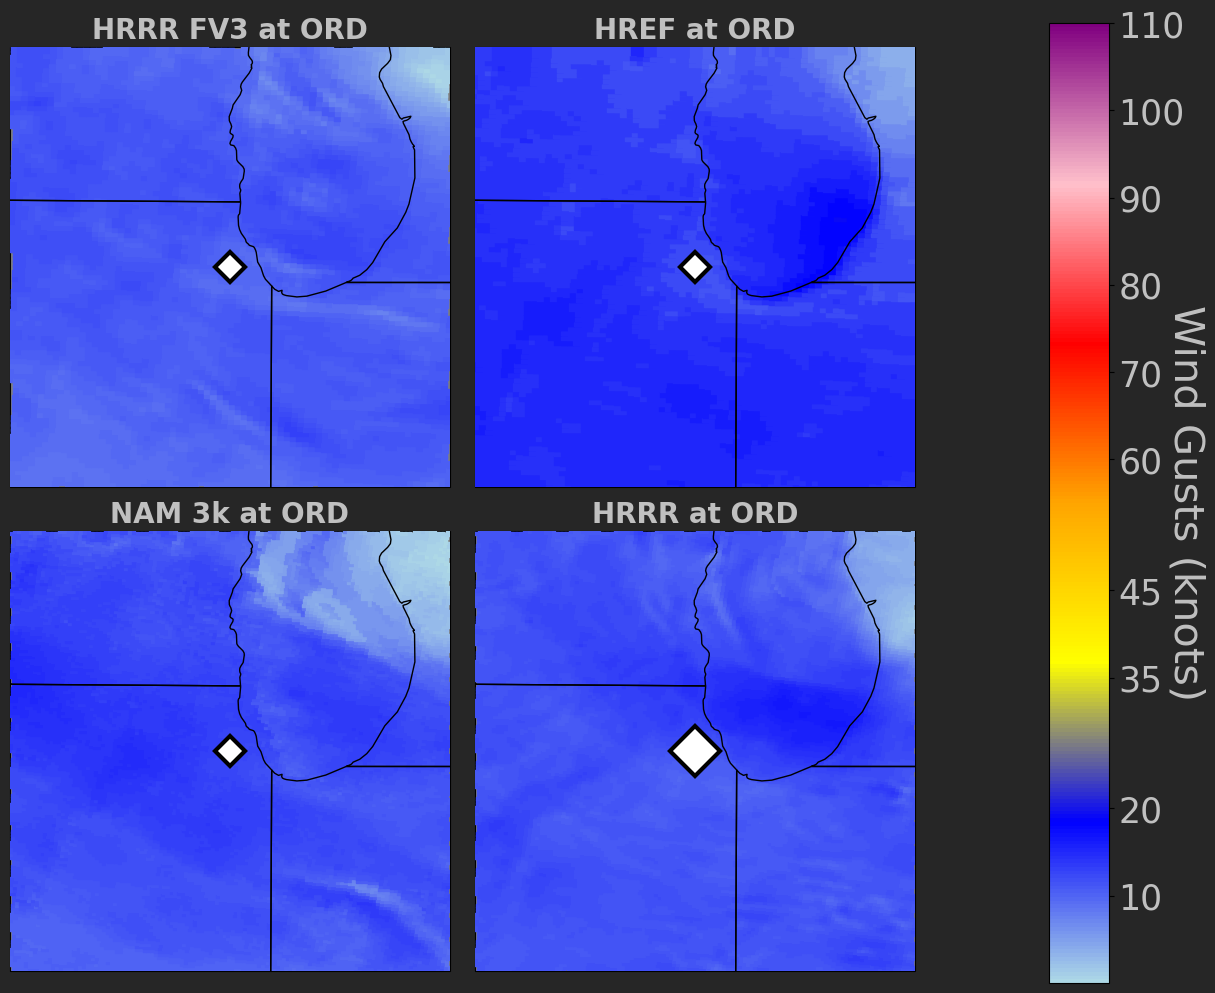 HRRR FV3 at ORD
HREF at ORD
NAM 3k at ORD
HRRR at ORD
110
100
90
80
70
60
45
35
20
10
Wind Gusts (knots)